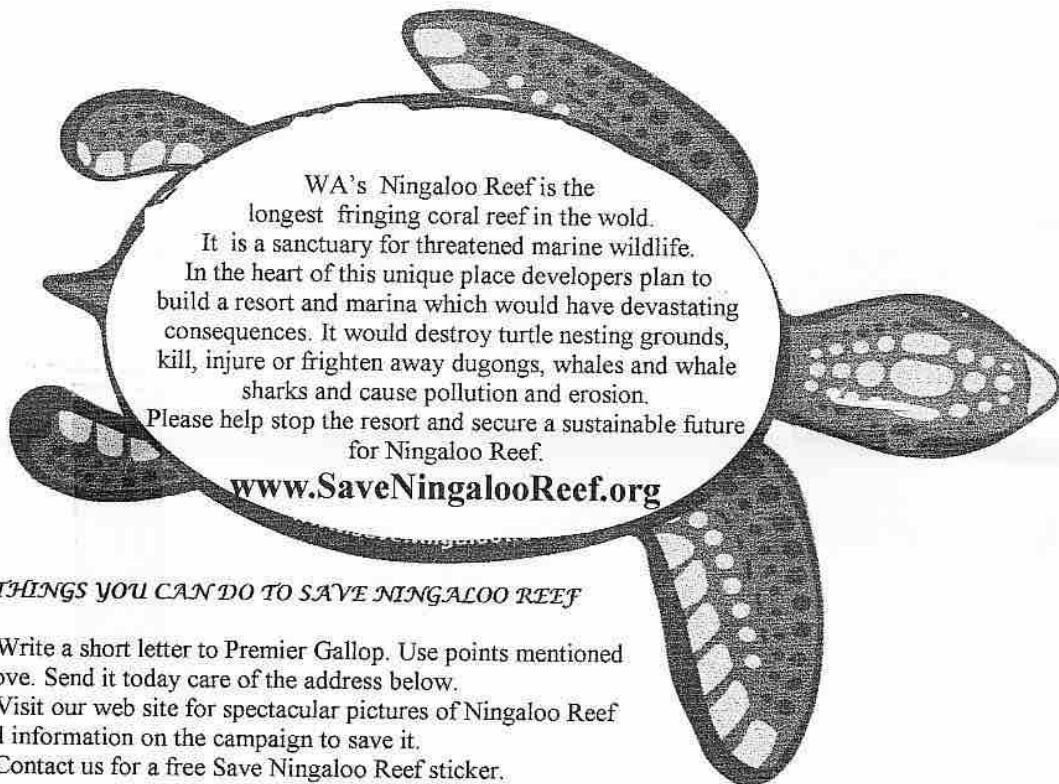 WA's Ningaloo Reef is the
longest fringing coral reef in the wold.
It is a sanctuary for threatened marine wildlife.
In the heart of this unique place developers plan to
build a resort and marina which would have devastating
consequences. It would destroy turtle nesting grounds,
kill, injure or frighten away dugongs, whales and whale
sharks and cause pollution and erosion.
Please help stop the resort and secure a sustainable future
for Ningaloo Reef.
www.SaveNingalooReef.org
THINGS YOU CAN DO TO SAVE NINGALOO REEF
Write a short letter to Premier Gallop. Use points mentioned
ove. Send it today care of the address below.
Visit our web site for spectacular pictures of Ningaloo Reef
information on the campaign to save it.
Contact us for a free Save Ningaloo Reef sticker.